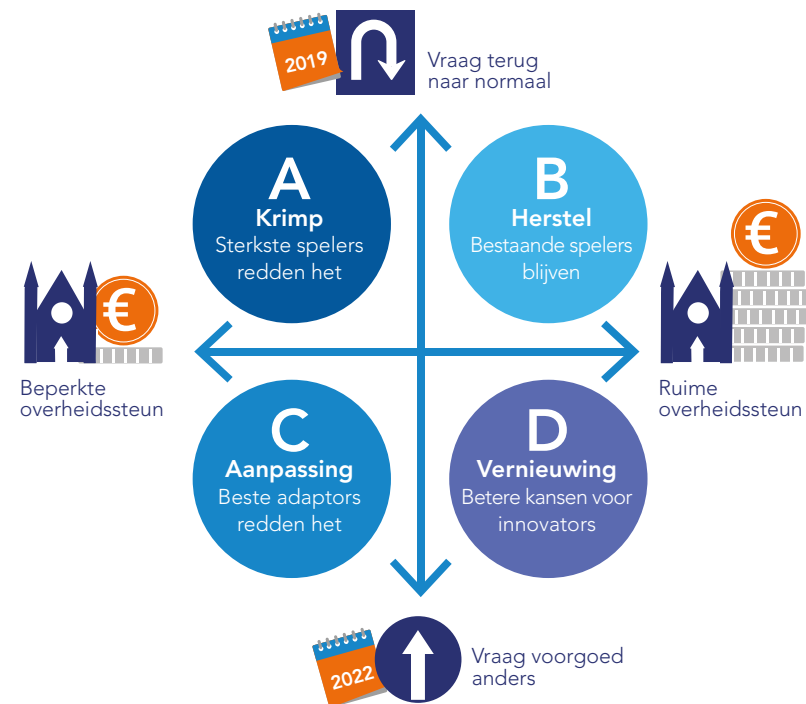 2019
Vraag terug
naar normaal
A
Krimp
Sterkste spelers
redden het
B
Herstel
Bestaande spelers
blijven
€
Beperkte
overheidssteun
€
Ruime
overheidssteun
C
Aanpassing
Beste adaptors
redden het
D
Vernieuwing
Betere kansen voor
innovators
2022
Vraag voorgoed
anders